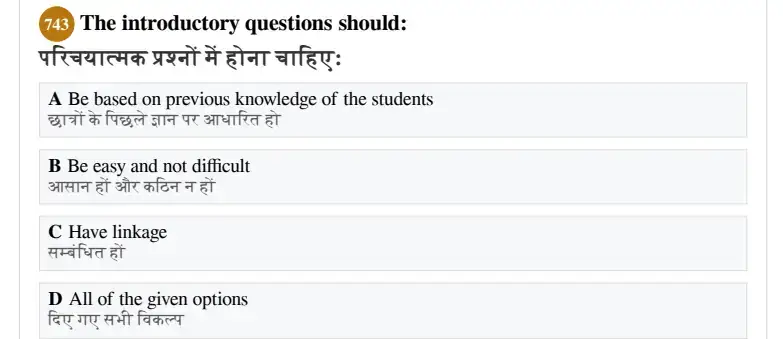 743 The introductory questions should:
परिचयात्मक प्रश्नों में होना चाहिए:
A Be based on previous knowledge of the students
छात्रों के पिछले ज्ञान पर आधारित हो
B Be easy and not difficult
आसान हों और कठिन न हों
C Have linkage
सम्बंधित हों
D All of the given options
दिए गए सभी विकल्प